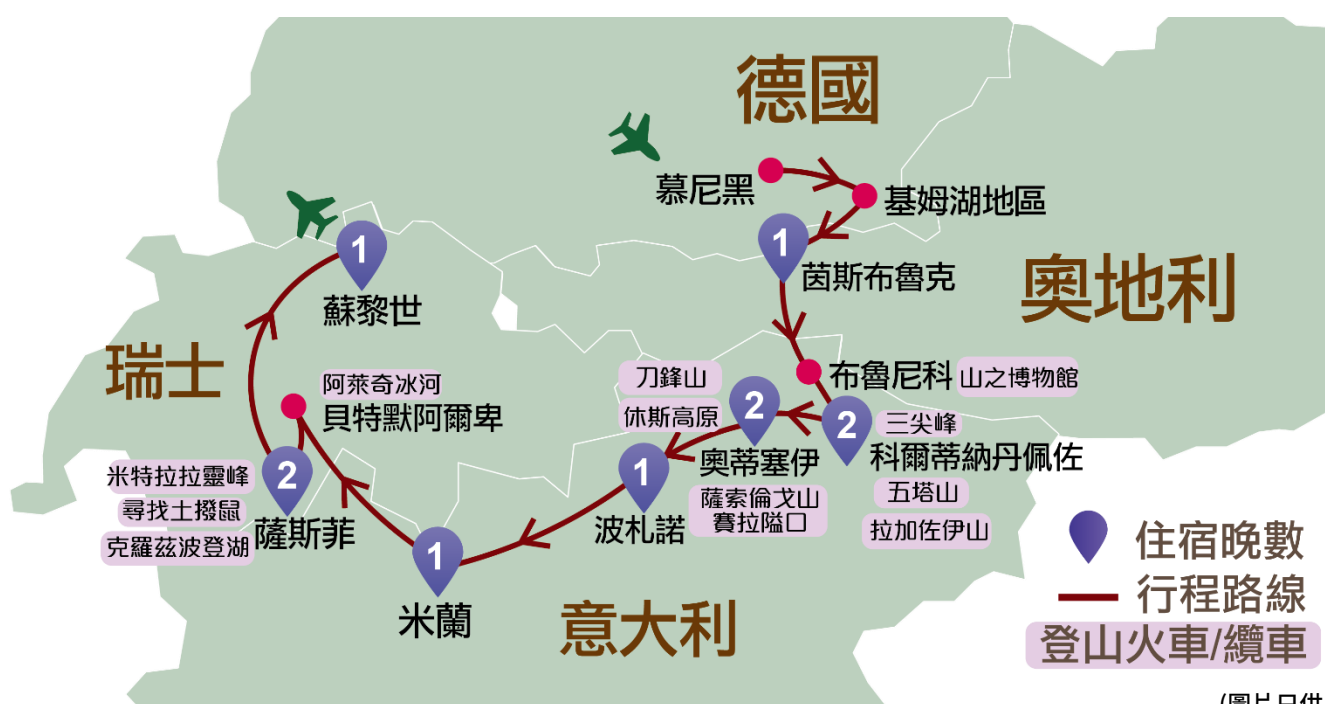 德國
慕尼黑
基姆湖地區
1
茵斯布魯克
奧地利
1
蘇黎世
瑞士
布魯尼科
山之博物館
2
三尖峰
科爾蒂納丹佩佐
五塔山
拉加佐伊山
刀鋒山
休斯高原
2
奧蒂塞伊
薩索倫戈山
賽拉隘口
1
波札諾
1
米蘭
意大利
阿萊奇冰河
貝特默阿爾卑
2
薩斯菲
米特拉拉靈峰
尋找土撥鼠
克羅茲波登湖
住宿晚數
行程路線
登山火車/纜車